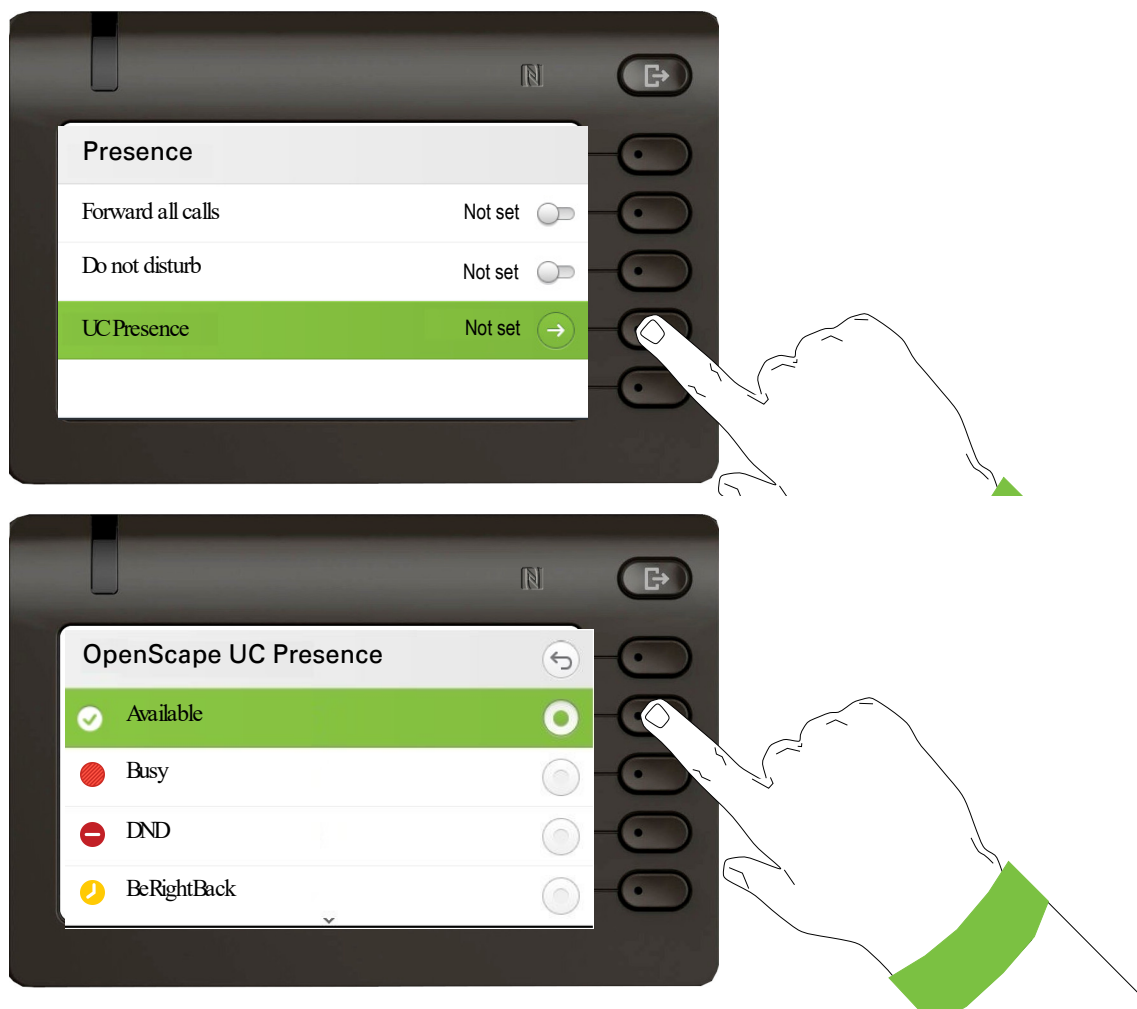 Presence
Forward all calls Not set
Do not disturb Not set
UC Presence Not set
OpenScape UC Presence
Available
Busy
DND
BeRightBack